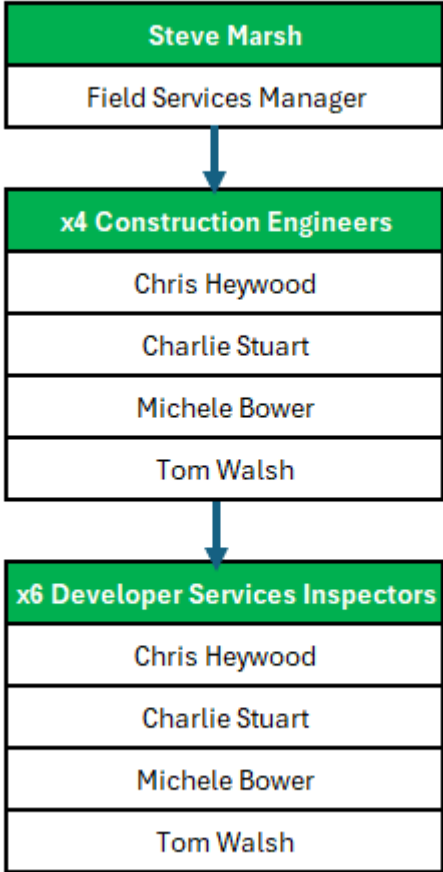 Steve Marsh
Field Services Manager
x4 Construction Engineers
Chris Heywood
Charlie Stuart
Michele Bower
Tom Walsh
x6 Developer Services Inspectors
Chris Heywood
Charlie Stuart
Michele Bower
Tom Walsh